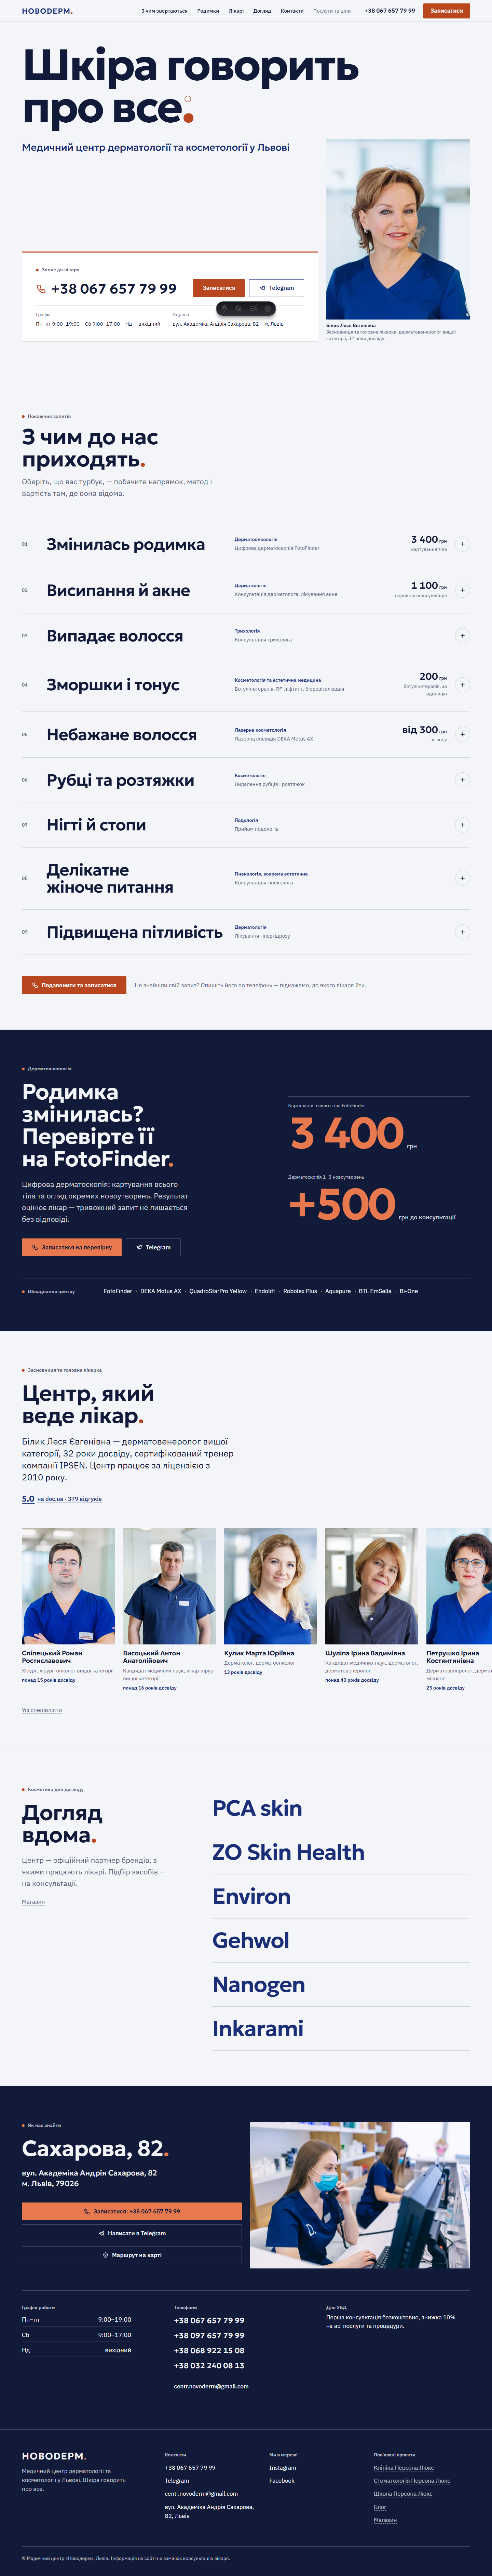 НОВОДЕРМ.
З чим звертаються Родимки Лікарі Догляд Контакти Послуги та ціни +38 067 657 79 99 Записатися
Шкіра говорить
про все.
Медичний центр дерматології та косметології у Львові
Запис до лікаря
+38 067 657 79 99
Записатися
Telegram
Графік
Пн–пт 9:00–19:00 Сб 9:00–17:00 Нд — вихідний
Адреса
вул. Академіка Андрія Сахарова, 82 м. Львів
Білик Леся Євгенівна
Засновниця та головна лікарка, дерматовенеролог вищої
категорії, 32 роки досвіду
Покажчик запитів
З чим до нас
приходять.
Оберіть, що вас турбує, — побачите напрямок, метод і
вартість там, де вона відома.
01 Змінилась родимка
Дерматоонкологія
Цифрова дерматоскопія FotoFinder
3 400 грн
картування тіла
02 Висипання й акне
Дерматологія
Консультація дерматолога, лікування акне
1 100 грн
первинна консультація
03 Випадає волосся
Трихологія
Консультація трихолога
04 Зморшки і тонус
Косметологія та естетична медицина
Ботулінотерапія, RF-ліфтинг, біоревіталізація
200 грн
ботулінотерапія, за
одиницю
05 Небажане волосся
Лазерна косметологія
Лазерна епіляція DEKA Motus AX
від 300 грн
за зону
06 Рубці та розтяжки
Косметологія
Видалення рубців і розтяжок
07 Нігті й стопи
Подологія
Прийом подологів
08 Делікатне
жіноче питання
Гінекологія, зокрема естетична
Консультація гінеколога
09 Підвищена пітливість
Дерматологія
Лікування гіпергідрозу
Подзвонити та записатися
Не знайшли свій запит? Опишіть його по телефону — підкажемо, до якого лікаря йти.
Дерматоонкологія
Родимка
змінилась?
Перевірте її
на FotoFinder.
Цифрова дерматоскопія: картування всього
тіла та огляд окремих новоутворень. Результат
оцінює лікар — тривожний запит не лишається
без відповіді.
Записатися на перевірку
Telegram
Картування всього тіла FotoFinder
3 400 грн
Дерматоскопія 1–3 новоутворень
+500 грн до консультації
Обладнання центру
FotoFinder · DEKA Motus AX · QuadroStarPro Yellow · Endolift · Robolex Plus · Aquapure · BTL EmSella · Bi-One
Засновниця та головна лікарка
Центр, який
веде лікар.
Білик Леся Євгенівна — дерматовенеролог вищої
категорії, 32 роки досвіду, сертифікований тренер
компанії IPSEN. Центр працює за ліцензією з
2010 року.
5.0 на doc.ua · 379 відгуків
Сліпецький Роман
Ростиславович
Хірург, хірург-онколог вищої категорії
понад 15 років досвіду
Висоцький Антон
Анатолійович
Кандидат медичних наук, лікар-хірург
вищої категорії
понад 16 років досвіду
Кулик Марта Юріївна
Дерматолог, дерматоонколог
13 років досвіду
Шуліпа Ірина Вадимівна
Кандидат медичних наук, дерматолог,
дерматовенеролог
понад 40 років досвіду
Петрушко Ірина
Костянтинівна
Дерматовенеролог,
міколог
25 років досвіду
Усі спеціалісти
Косметика для догляду
Догляд
вдома.
Центр — офіційний партнер брендів, з
якими працюють лікарі. Підбір засобів —
на консультації.
Магазин
PCA skin
ZO Skin Health
Environ
Gehwol
Nanogen
Inkarami
Як нас знайти
Сахарова, 82.
вул. Академіка Андрія Сахарова, 82
м. Львів, 79026
Записатися: +38 067 657 79 99
Написати в Telegram
Маршрут на карті
Графік роботи
Пн–пт 9:00–19:00
Сб 9:00–17:00
Нд вихідний
Телефони
+38 067 657 79 99
+38 097 657 79 99
+38 068 922 15 08
+38 032 240 08 13
centr.novoderm@gmail.com
Для УБД
Перша консультація безкоштовно, знижка 10%
на всі послуги та процедури.
НОВОДЕРМ.
Медичний центр дерматології та
косметології у Львові. Шкіра говорить
про все.
Контакти
+38 067 657 79 99
Telegram
centr.novoderm@gmail.com
вул. Академіка Андрія Сахарова,
82, Львів
Ми в мережі
Instagram
Facebook
Пов'язані проєкти
Клініка Персона Люкс
Стоматологія Персона Люкс
Школа Персона Люкс
Блог
Магазин
© Медичний центр «Новодерм», Львів. Інформація на сайті не замінює консультацію лікаря.